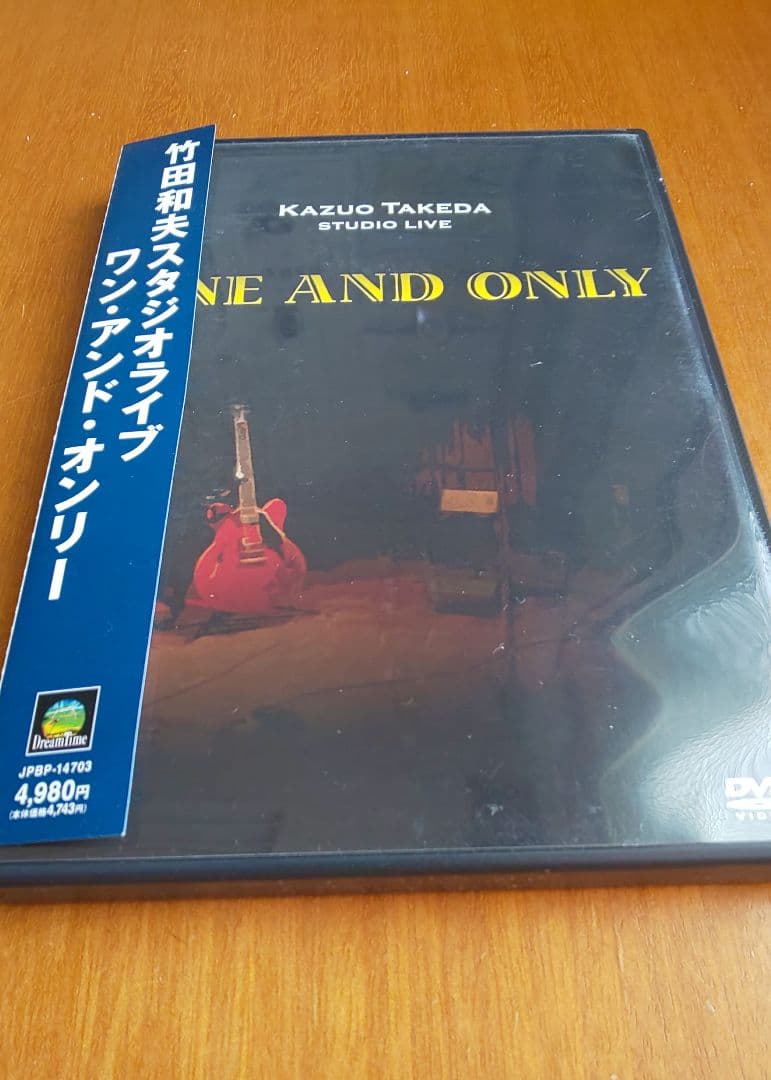 竹田和夫スタジオライブ
ワン・アンド・オンリー
KAZUO TAKEDA
STUDIO LIVE
NE AND ONLY
DreamTime
JPBP-14703
4,980円
(本体価格4,743円)
DV
VIDE